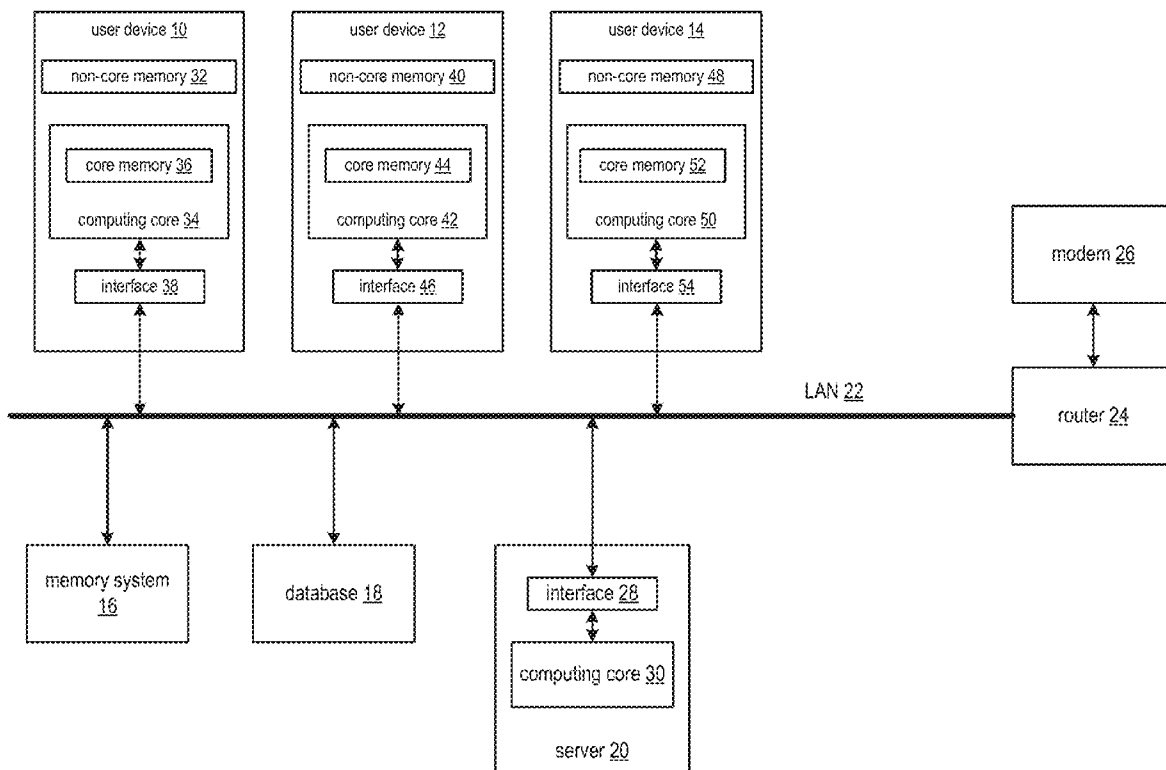 user device 10
non-core memory 32
core memory 36
computing core 34
interface 38
user device 12
non-core memory 40
core memory 44
computing core 42
interface 46
user device 14
non-core memory 48
core memory 52
computing core 50
interface 54
modem 26
LAN 22
router 24
memory system
16
database 18
interface 28
computing core 30
server 20